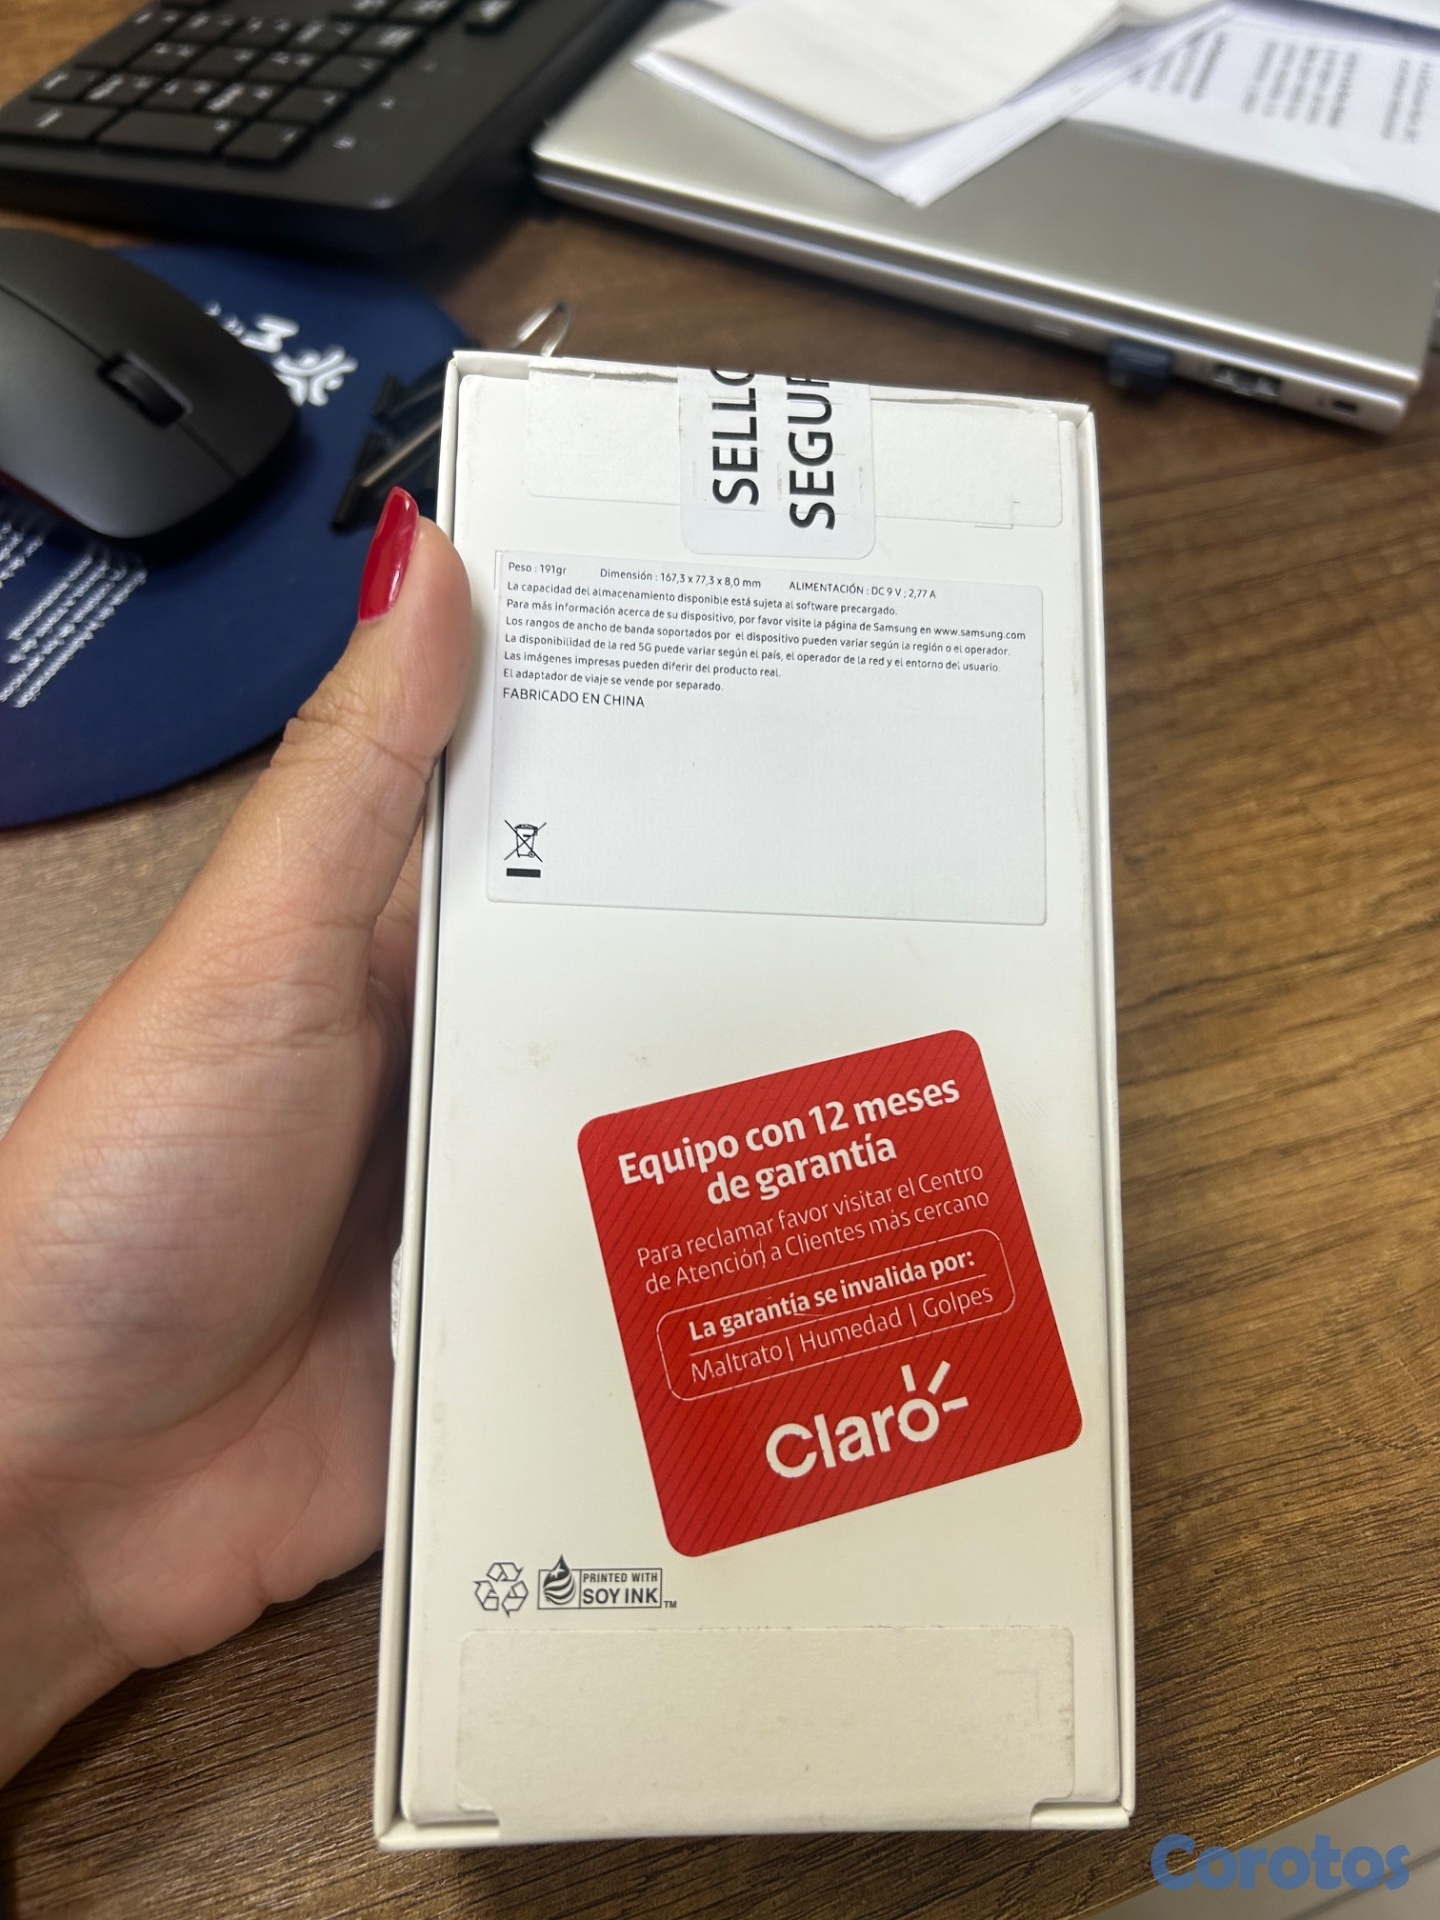 SELLO
SEGUR
Peso : 191gr Dimensión : 167,3 x 77,3 x 8,0 mm ALIMENTACIÓN : DC 9 V ; 2,77 A
La capacidad del almacenamiento disponible está sujeta al software precargado.
Para más información acerca de su dispositivo, por favor visite la página de Samsung en www.samsung.com
Los rangos de ancho de banda soportados por el dispositivo pueden variar según la región o el operador.
La disponibilidad de la red 5G puede variar según el país, el operador de la red y el entorno del usuario.
Las imágenes impresas pueden diferir del producto real.
El adaptador de viaje se vende por separado.
FABRICADO EN CHINA
Equipo con 12 meses
de garantía
Para reclamar favor visitar el Centro
de Atención a Clientes más cercano
La garantía se invalida por:
Maltrato | Humedad | Golpes
Claro
PRINTED WITH
SOY INK TM
Corotos